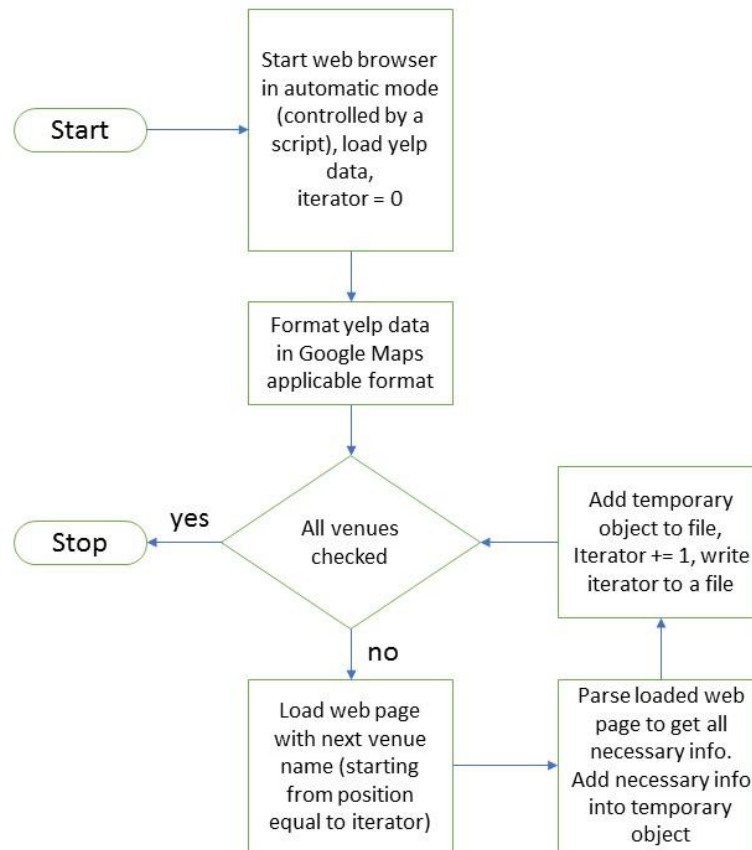 Start
Start web browser
in automatic mode
(controlled by a
script), load yelp
data,
iterator = 0
Format yelp data
in Google Maps
applicable format
All venues
checked
yes
Stop
no
Load web page
with next venue
name (starting
from position
equal to iterator)
Parse loaded web
page to get all
necessary info.
Add necessary info
into temporary
object
Add temporary
object to file,
Iterator += 1, write
iterator to a file